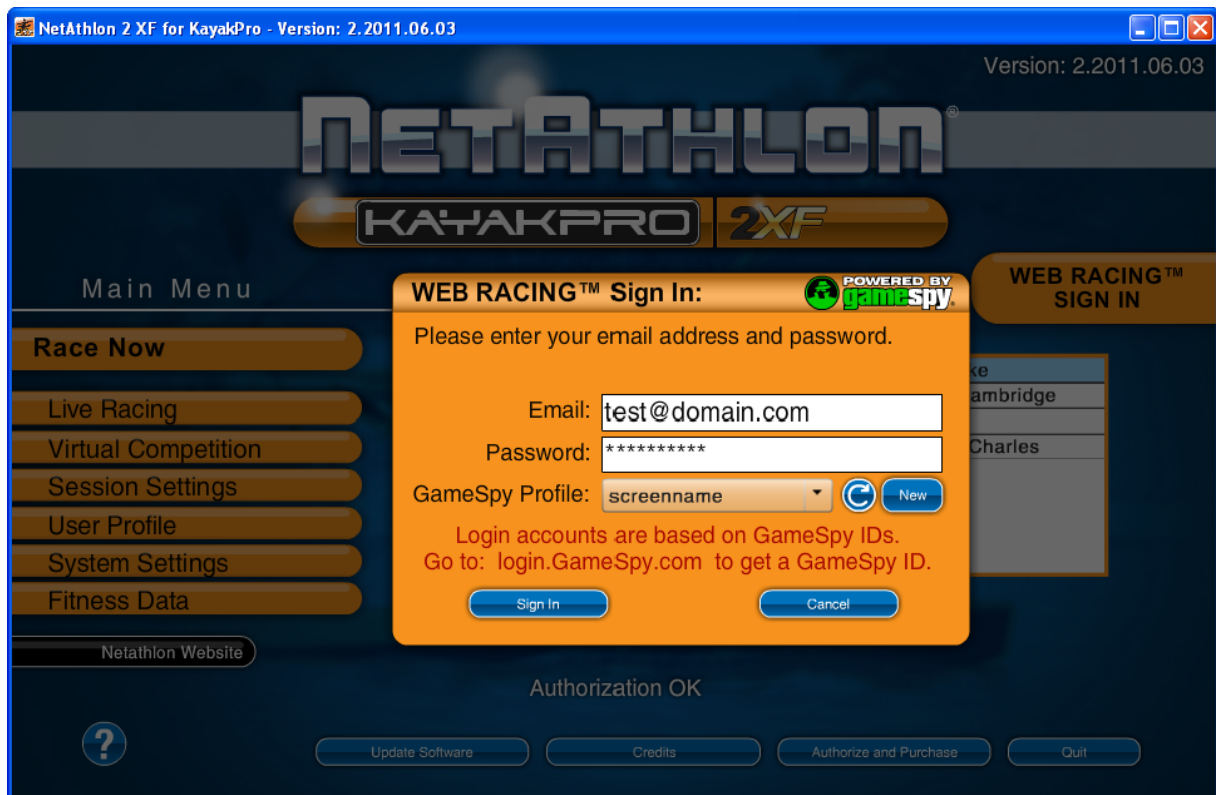 NetAthlon 2 XF for KayakPro - Version: 2.2011.06.03
Version: 2.2011.06.03
NETATHLON®
KAYAKPRO 2XF
Main Menu
WEB RACING™
SIGN IN
WEB RACING™ Sign In:
POWERED BY
gamespy.
Please enter your email address and password.
Email: test@domain.com
Password: **********
GameSpy Profile: screenname New
Login accounts are based on GameSpy IDs.
Go to: login.GameSpy.com to get a GameSpy ID.
Sign In Cancel
Race Now
Live Racing
Virtual Competition
Session Settings
User Profile
System Settings
Fitness Data
Netathlon Website
Charles
Authorization OK
?
Update Software Credits Authorize and Purchase Quit